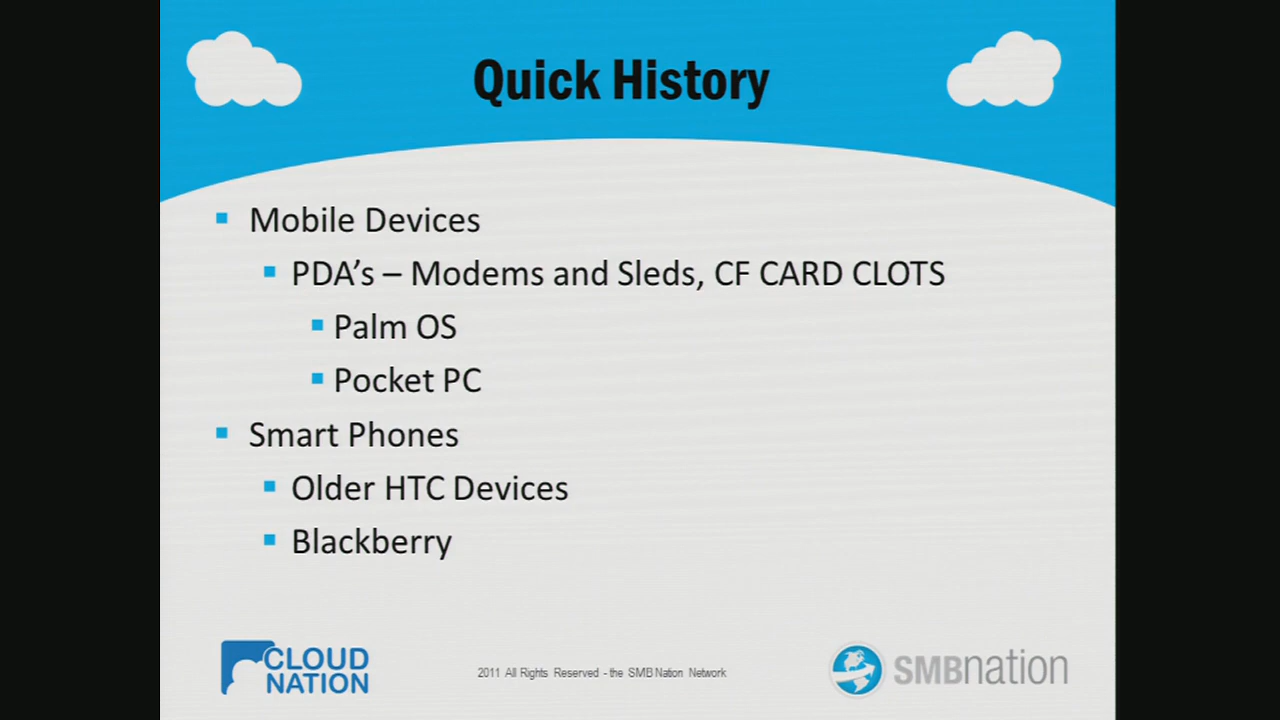 Quick History
Mobile Devices
PDA's – Modems and Sleds, CF CARD CLOTS
Palm OS
Pocket PC
Smart Phones
Older HTC Devices
Blackberry
CLOUD
NATION
2011 All Rights Reserved - the SMB Nation Network
SMBnation